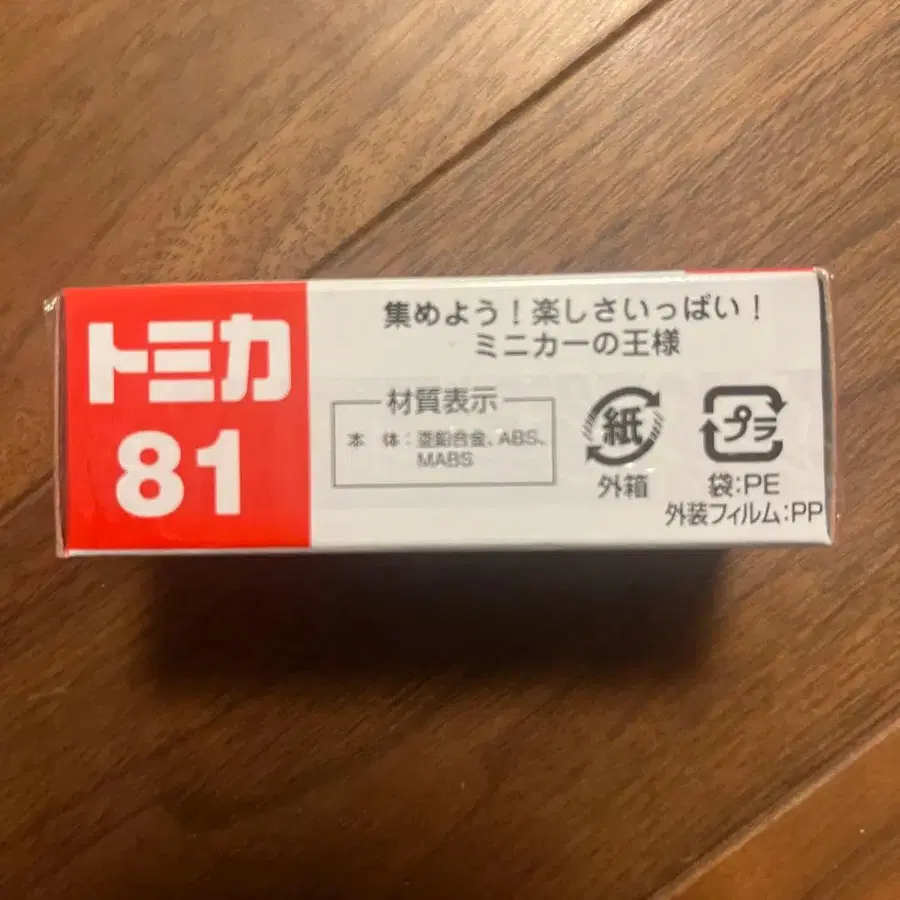 トミカ
81
集めよう！楽しさいっぱい！
ミニカーの王様
材質表示
本　体：亜鉛合金、ABS、
MABS
紙
外箱
プラ
袋：PE
外装フィルム：PP